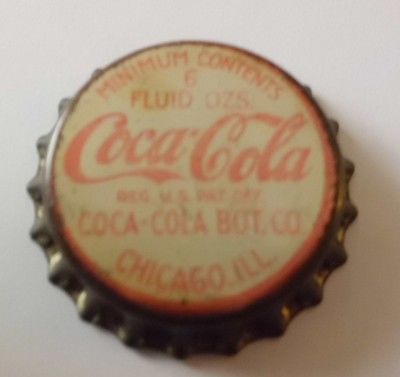 MINIMUM CONTENTS
6
FLUID OZS.
Coca-Cola
REG. U.S. PAT. OFF.
COCA-COLA BOT. CO.
CHICAGO, ILL.